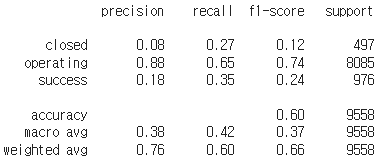 precision recall f1-score support
closed 0.08 0.27 0.12 497
operating 0.88 0.65 0.74 8085
success 0.18 0.35 0.24 976
accuracy 0.60 9558
macro avg 0.38 0.42 0.37 9558
weighted avg 0.76 0.60 0.66 9558